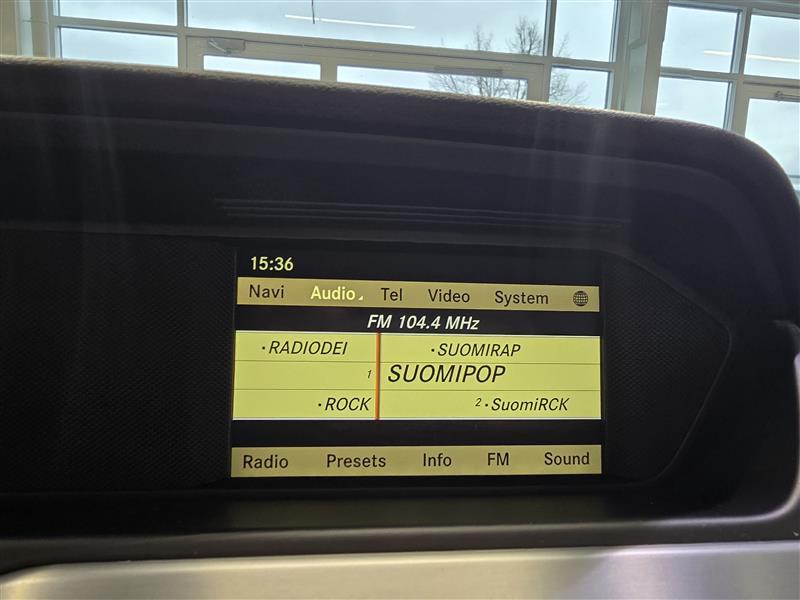 15:36
Navi Audio Tel Video System
FM 104.4 MHz
•RADIODEI •SUOMIRAP
1 SUOMIPOP
•ROCK 2•SuomiRCK
Radio Presets Info FM Sound